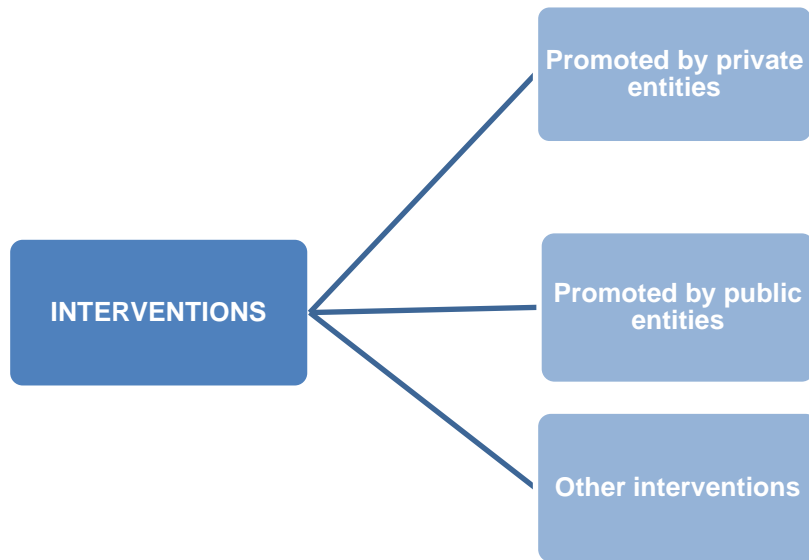 Promoted by private
entities
INTERVENTIONS
Promoted by public
entities
Other interventions